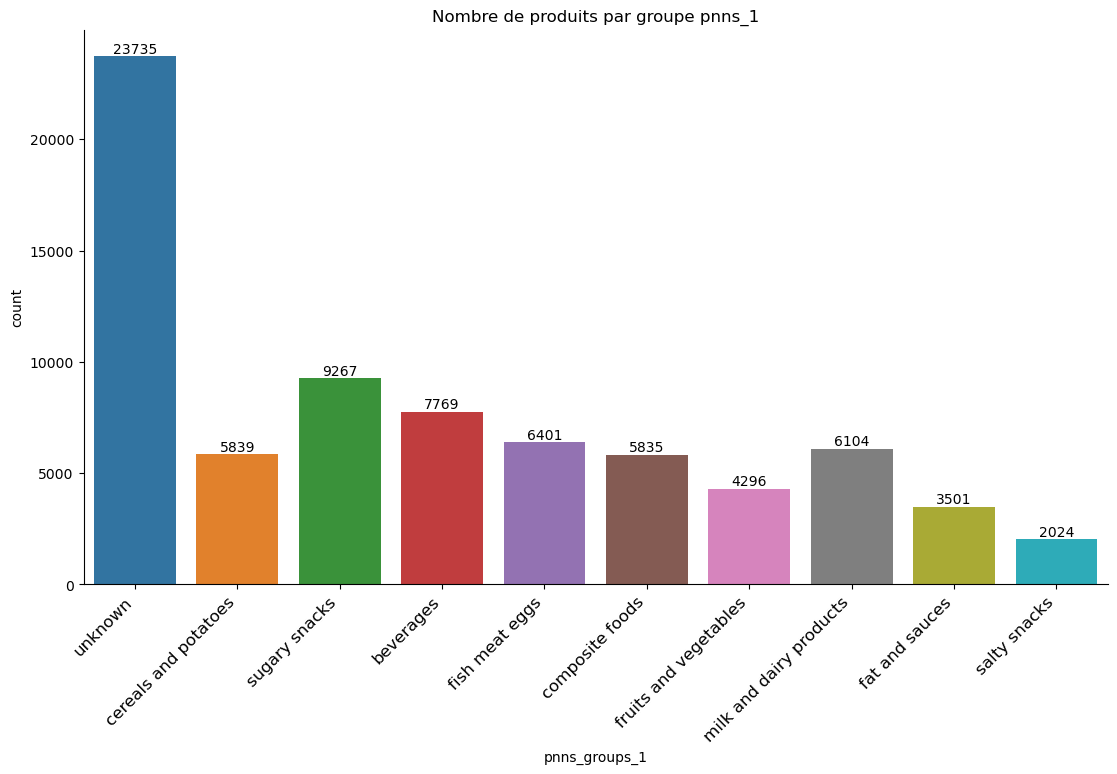 Nombre de produits par groupe pnns_1
23735
20000
15000
count
10000
9267
7769
6401
6104
5839
5835
5000
4296
3501
2024
0
unknown
cereals and potatoes
sugary snacks
beverages
fish meat eggs
composite foods
fruits and vegetables
milk and dairy products
fat and sauces
salty snacks
pnns_groups_1